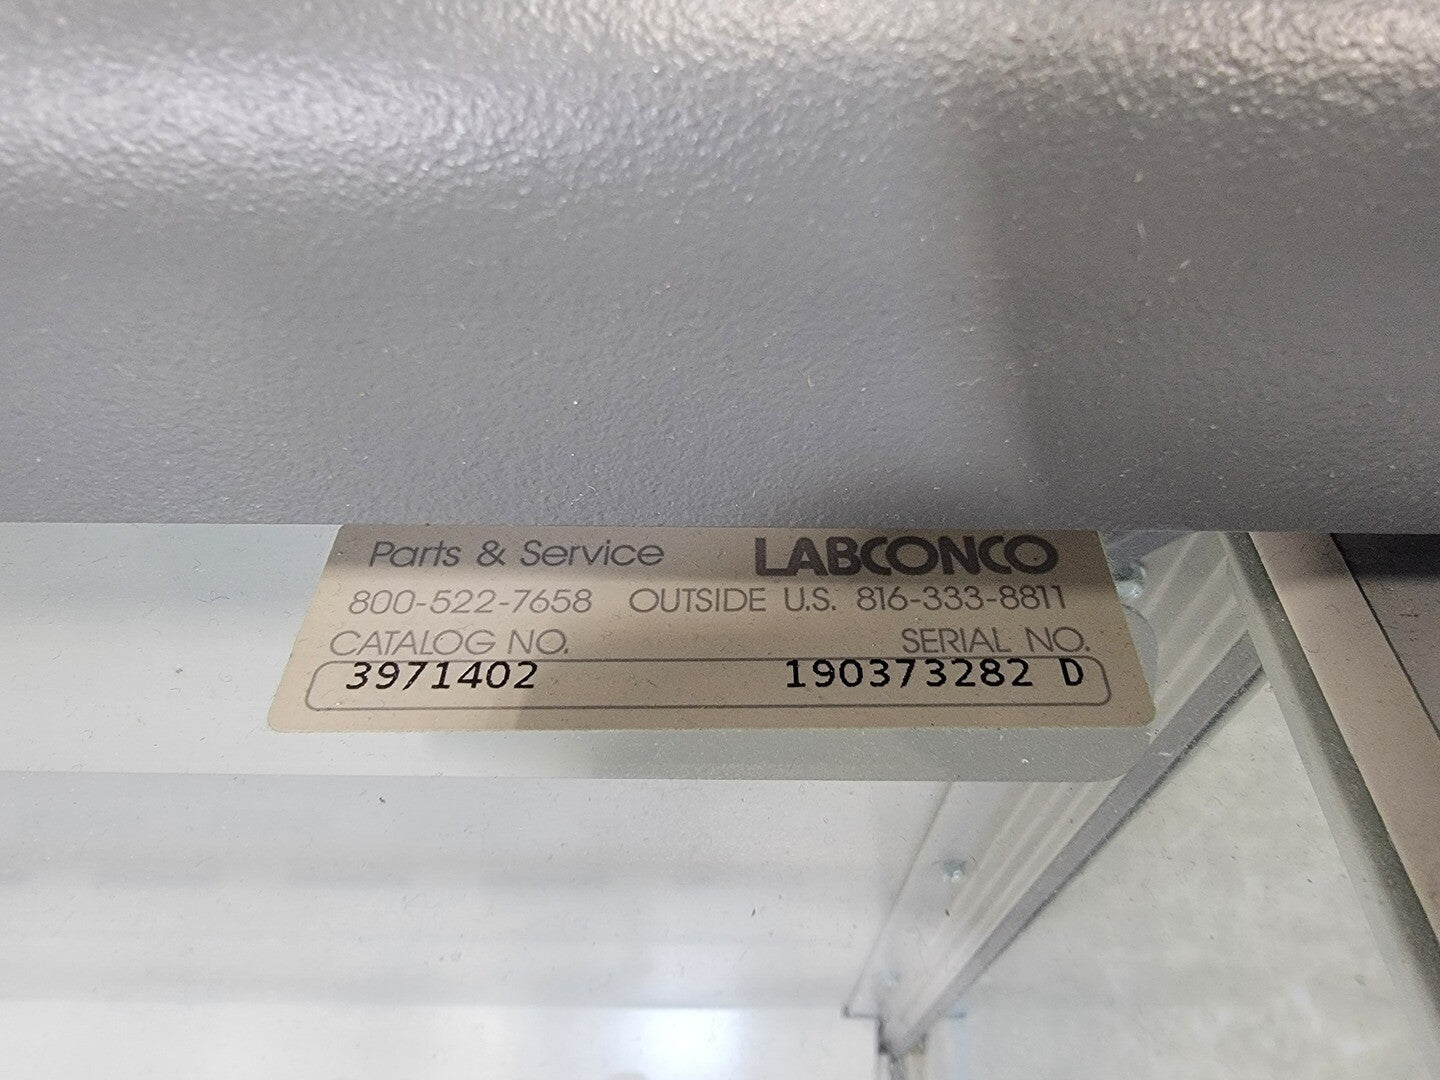 Parts & Service LABCONCO
800-522-7658 OUTSIDE U.S. 816-333-8811
CATALOG NO. SERIAL NO.
3971402 190373282 D